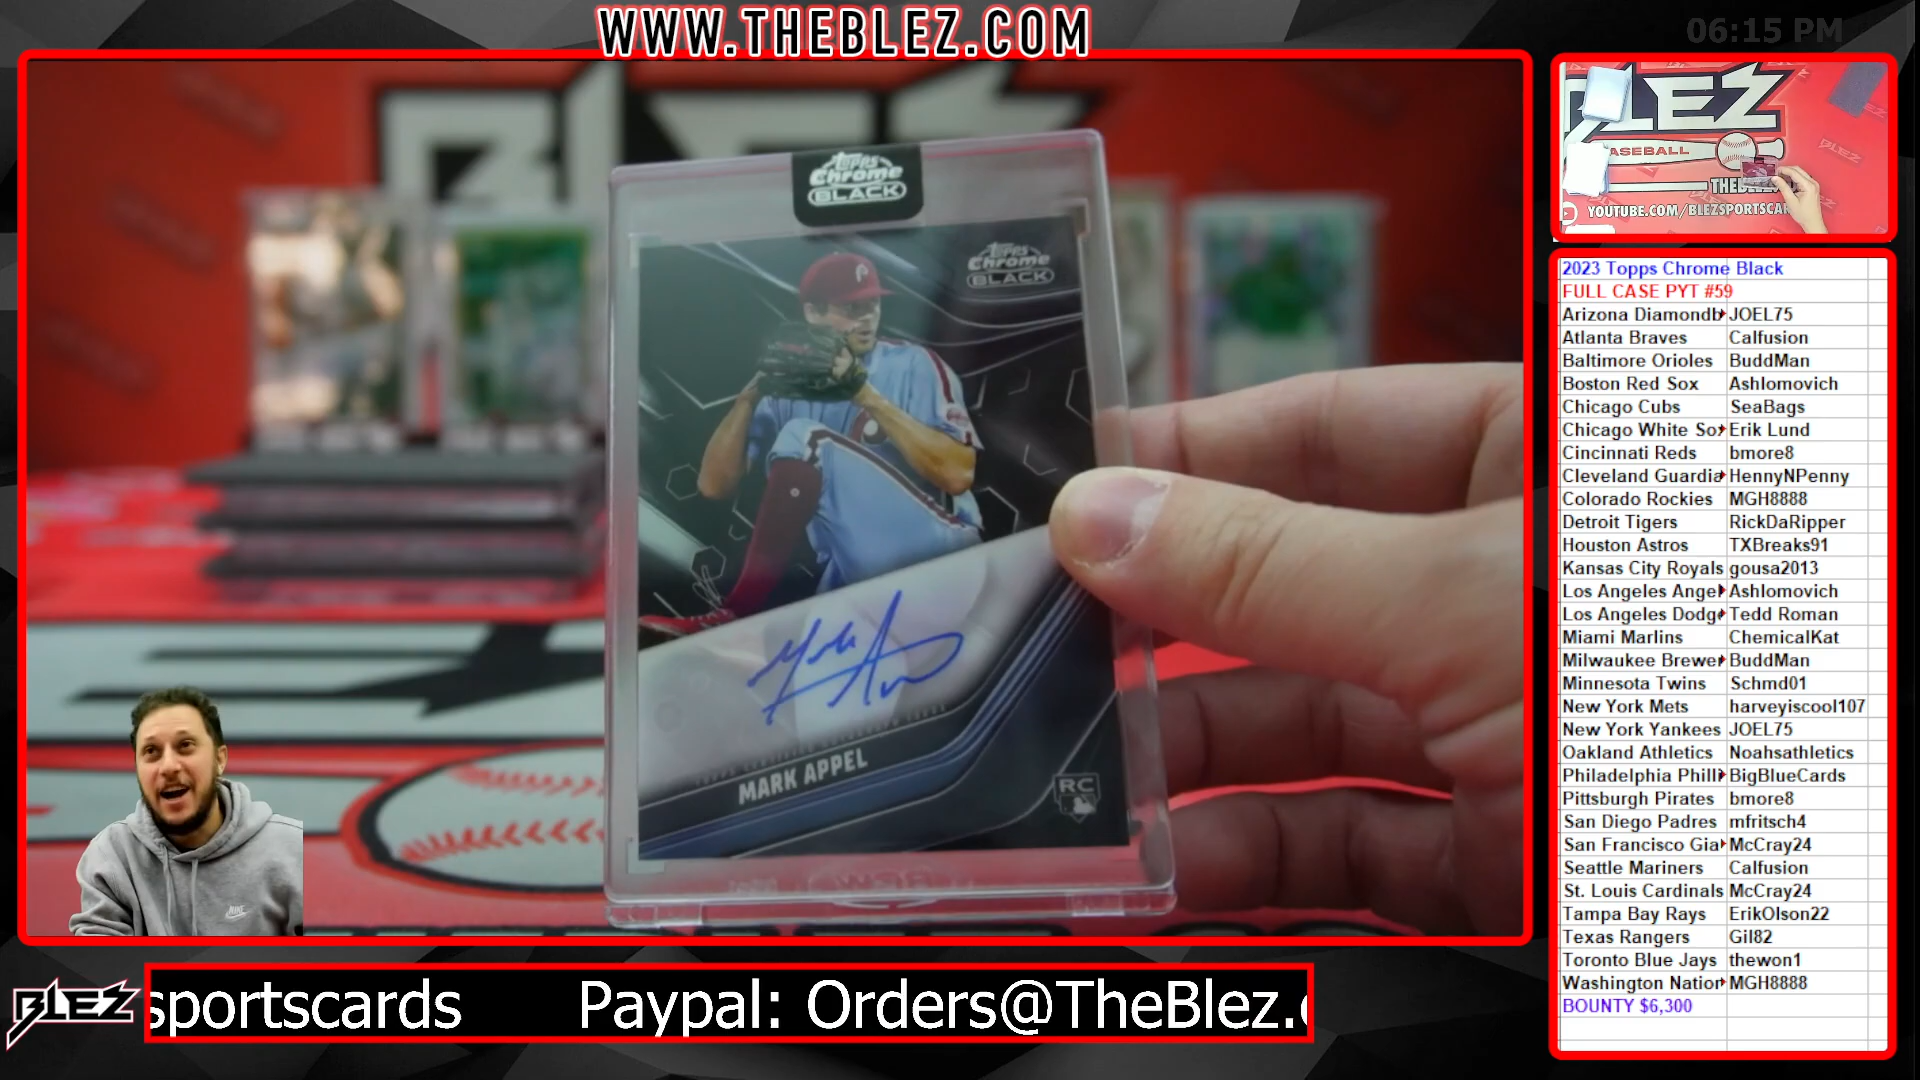 WWW.THEBLEZ.COM
06:15 PM
BLEZ
Topps
Chrome
BLACK
Topps
Chrome
BLACK
MARK APPEL
RC
BLEZ
BASEBALL
YOUTUBE.COM/BLEZSPORTSCAR
2023 Topps Chrome Black
FULL CASE PYT #59
Arizona Diamondb JOEL75
Atlanta Braves Calfusion
Baltimore Orioles BuddMan
Boston Red Sox Ashlomovich
Chicago Cubs SeaBags
Chicago White Sox Erik Lund
Cincinnati Reds bmore8
Cleveland Guardia HennyNPenny
Colorado Rockies MGH8888
Detroit Tigers RickDaRipper
Houston Astros TXBreaks91
Kansas City Royals gousa2013
Los Angeles Angel Ashlomovich
Los Angeles Dodg Tedd Roman
Miami Marlins ChemicalKat
Milwaukee Brewer BuddMan
Minnesota Twins Schmd01
New York Mets harveyiscool107
New York Yankees JOEL75
Oakland Athletics Noahsathletics
Philadelphia Philli BigBlueCards
Pittsburgh Pirates bmore8
San Diego Padres mfritsch4
San Francisco Gia McCray24
Seattle Mariners Calfusion
St. Louis Cardinals McCray24
Tampa Bay Rays ErikOlson22
Texas Rangers Gil82
Toronto Blue Jays thewon1
Washington Nation MGH8888
BOUNTY $6,300
BLEZ
sportscards Paypal: Orders@TheBlez.c